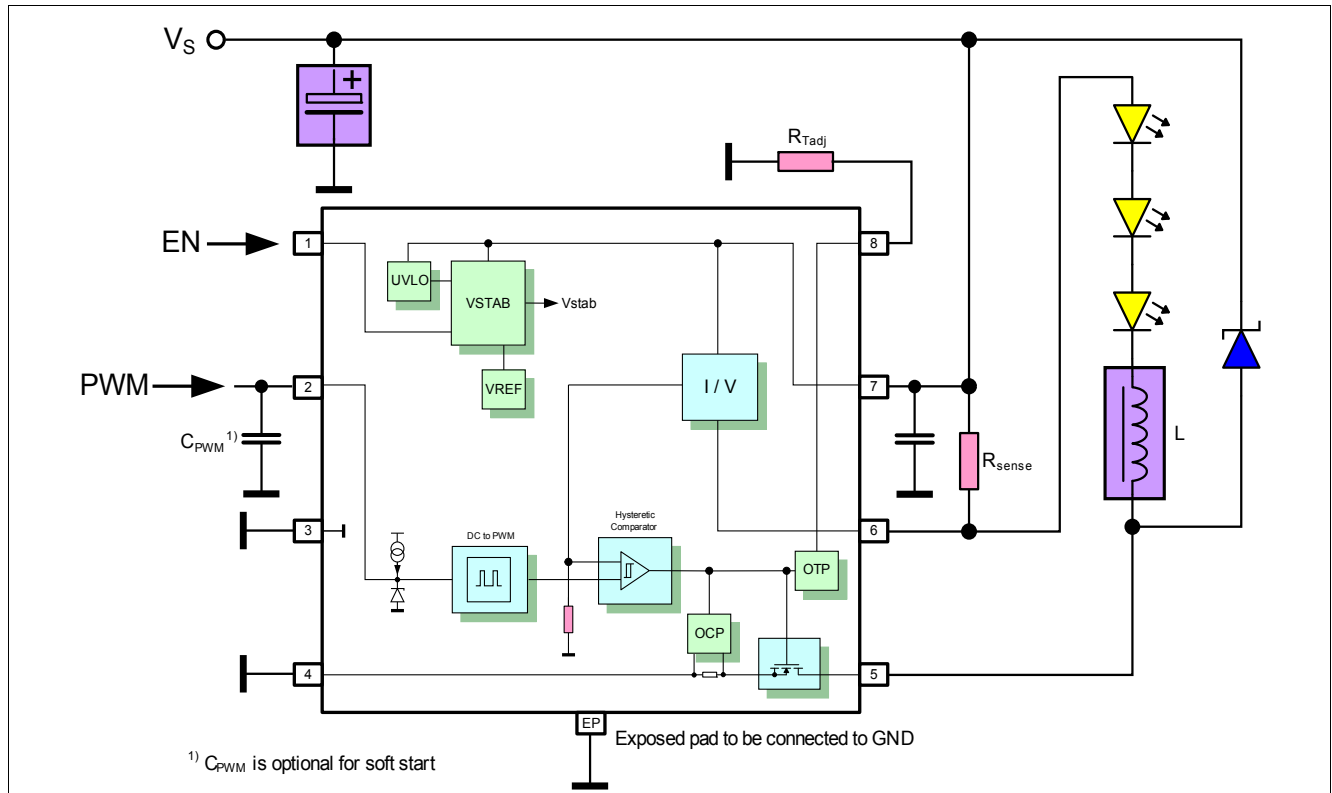 VS
+
RTadj
EN
1
8
UVLO
VSTAB
Vstab
PWM
2
VREF
I / V
7
CPWM 1)
Rsense
L
3
Hysteretic
Comparator
DC to PWM
6
OTP
OCP
4
5
EP
Exposed pad to be connected to GND
1) CPWM is optional for soft start